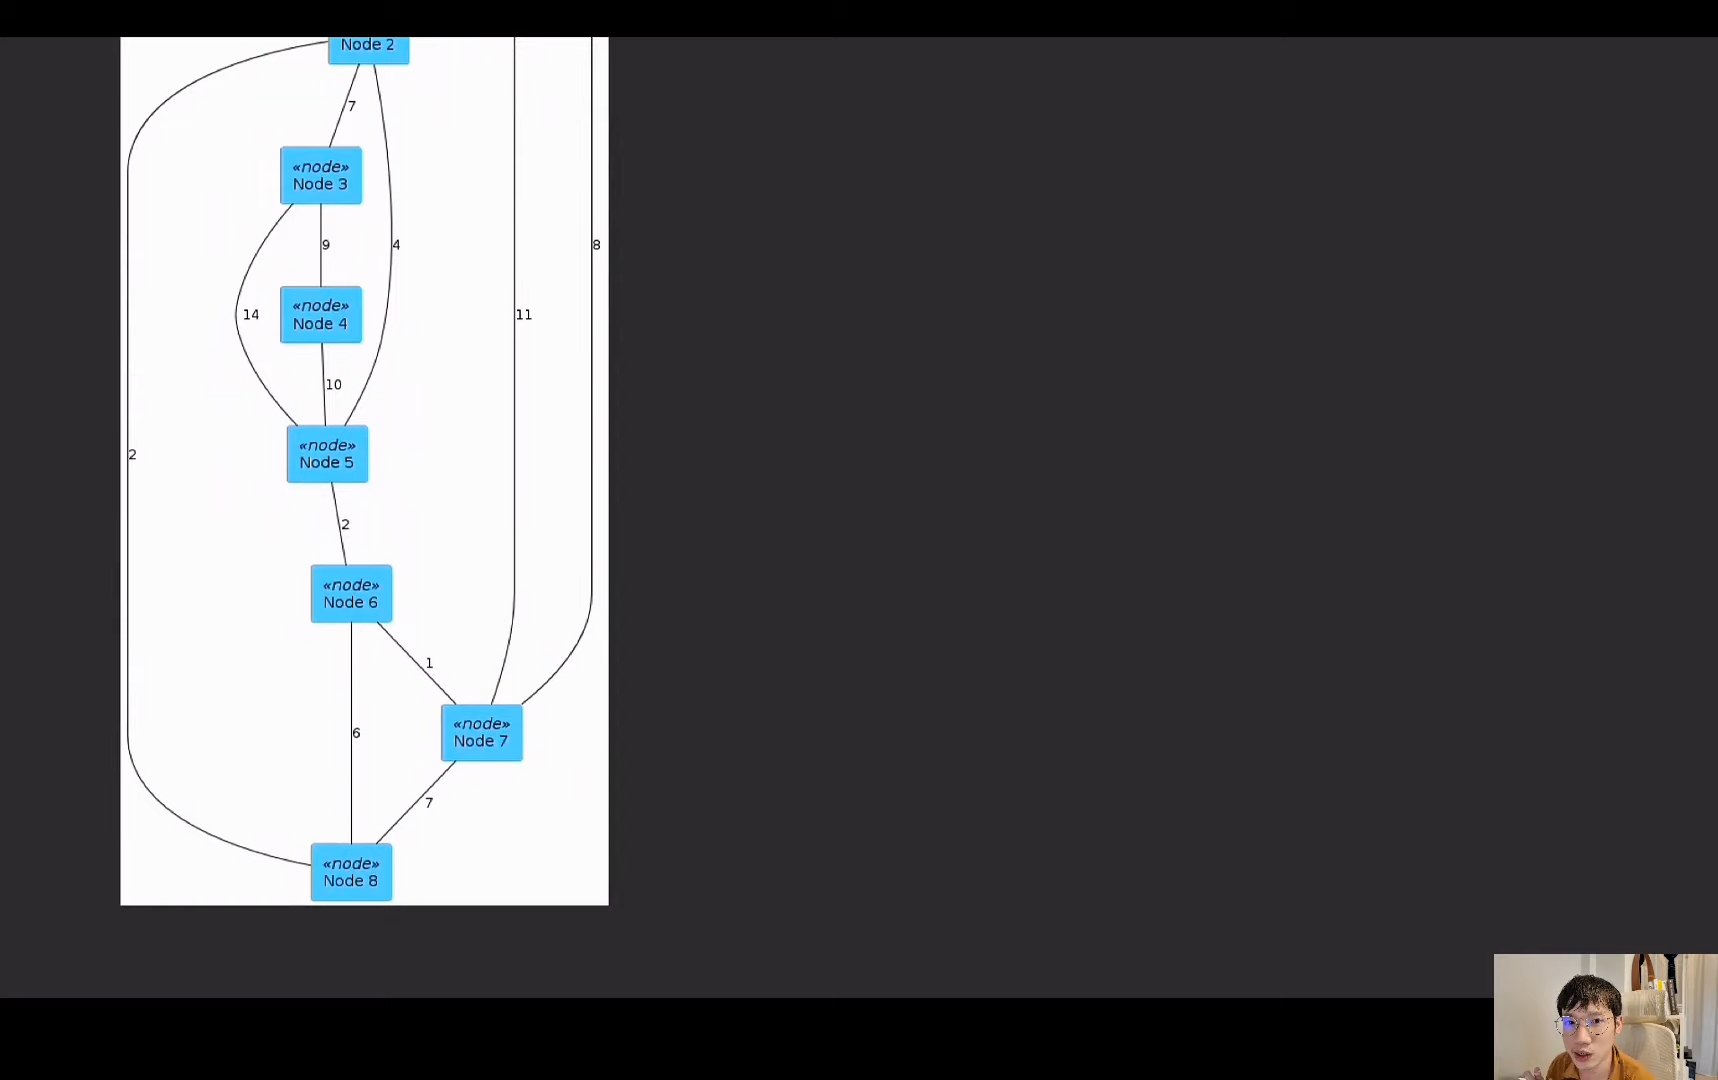 Node 2
7
«node»
Node 3
9
4
8
«node»
Node 4
14
11
10
«node»
Node 5
2
2
«node»
Node 6
1
«node»
Node 7
6
7
«node»
Node 8